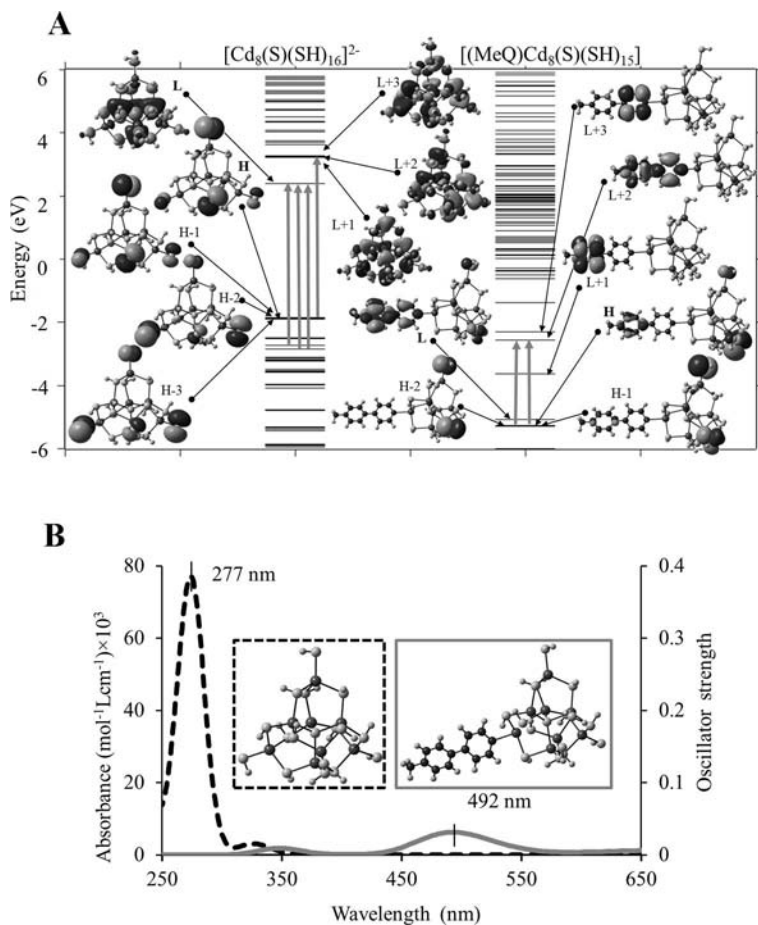 A
[Cd₈(S)(SH)₁₆]²⁻
[(MeQ)Cd₈(S)(SH)₁₅]
6
4
2
0
-2
-4
-6
Energy (eV)
L
H
H-1
H-2
H-3
L+3
L+2
L+1
L
H-2
L+3
L+2
L+1
H
H-1
B
80
60
40
20
0
Absorbance (mol⁻¹Lcm⁻¹)×10³
277 nm
492 nm
0.4
0.3
0.2
0.1
0
Oscillator strength
250
350
450
550
650
Wavelength (nm)